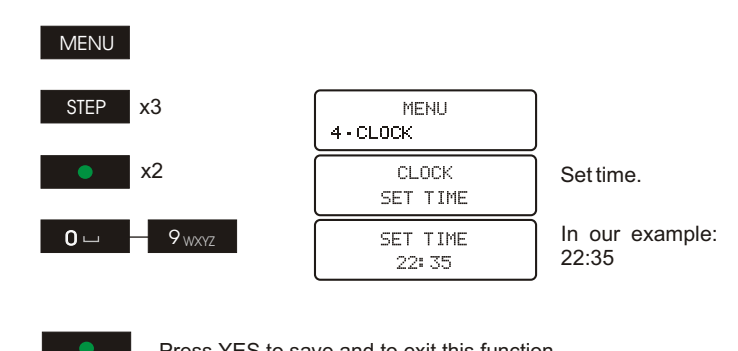 MENU
STEP x3
MENU
4.CLOCK
x2
CLOCK
SET TIME
Set time.
0 ⌴ 9 WXYZ
SET TIME
22:35
In our example:
22:35
Press YES to save and to exit this function